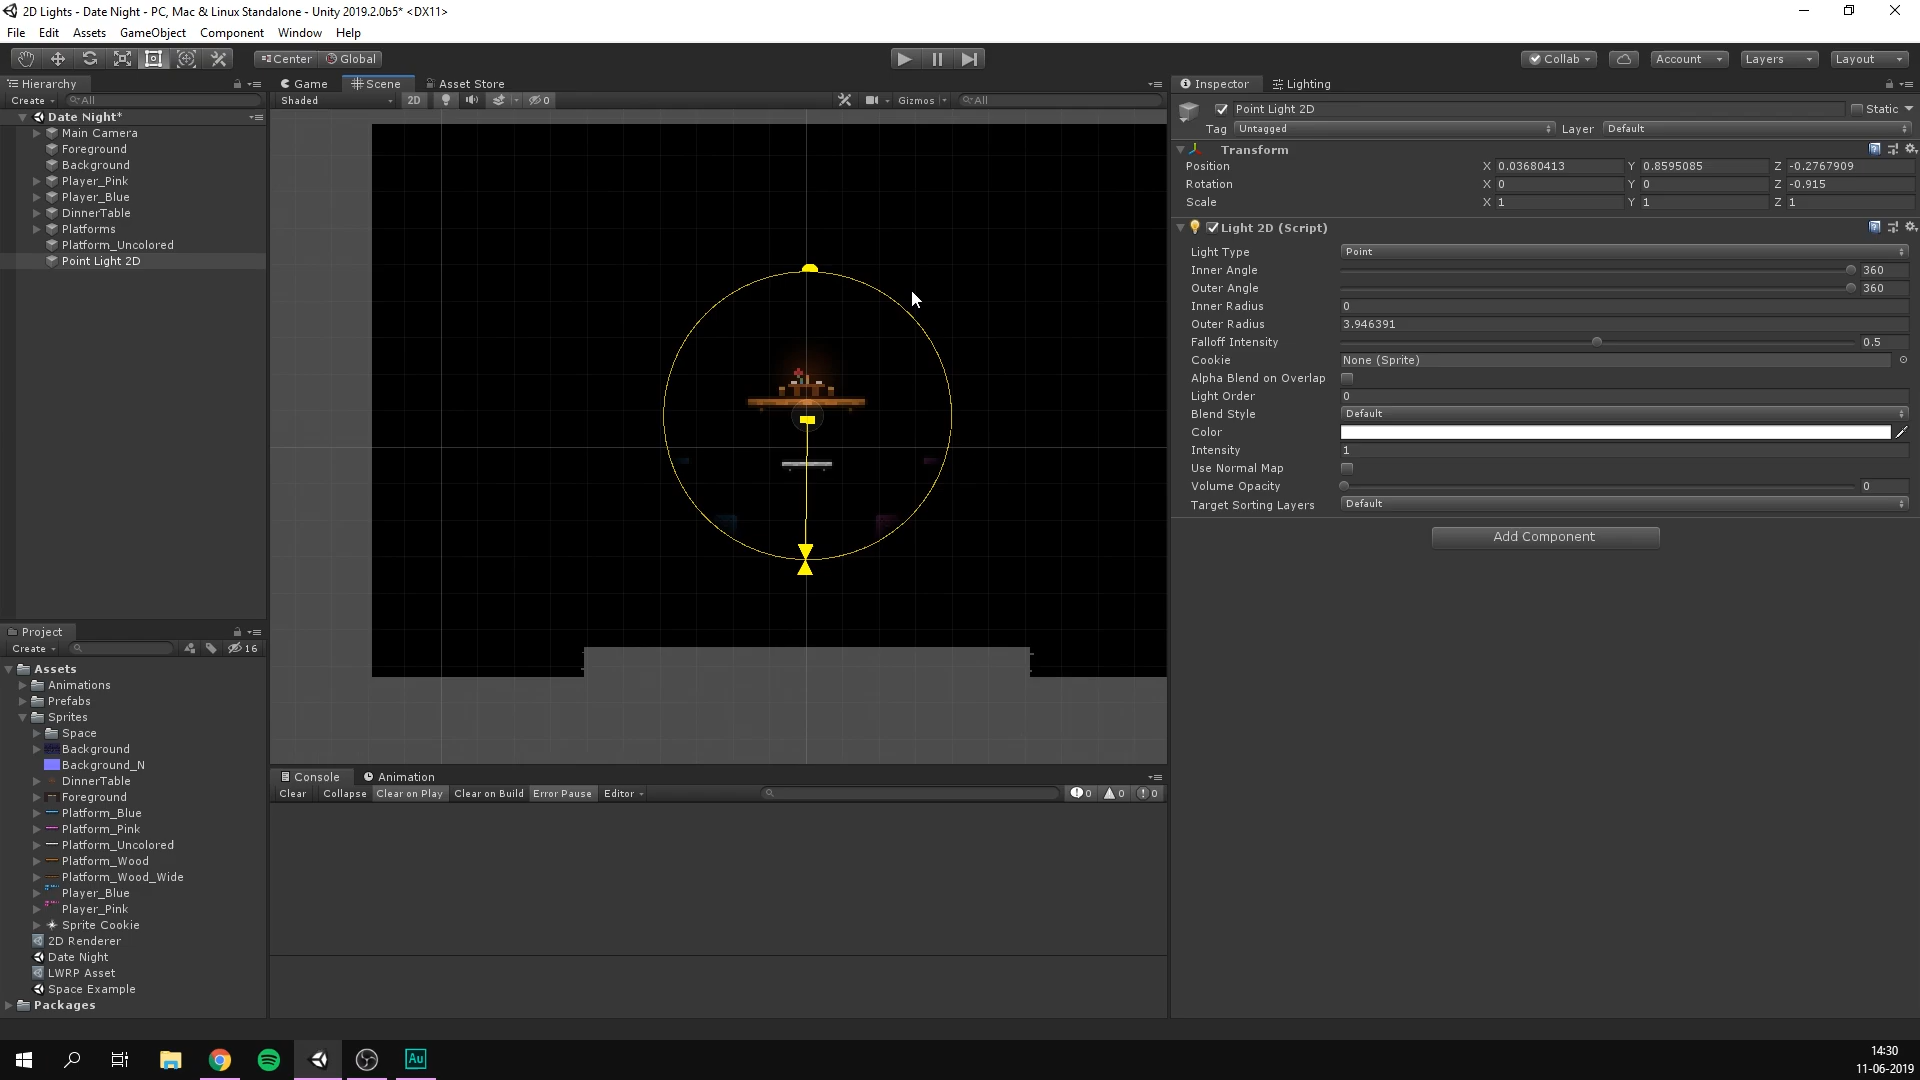 2D Lights - Date Night - PC, Mac & Linux Standalone - Unity 2019.2.0b5* <DX11>
File Edit Assets GameObject Component Window Help
Center Global
Collab Account Layers Layout
Hierarchy
Create All
Date Night*
Main Camera
Foreground
Background
Player_Pink
Player_Blue
DinnerTable
Platforms
Platform_Uncolored
Point Light 2D
Game Scene Asset Store
Shaded 2D 0 Gizmos All
Inspector Lighting
Point Light 2D Static
Tag Untagged Layer Default
Transform
Position X 0.03680413 Y 0.8595085 Z -0.2767909
Rotation X 0 Y 0 Z -0.915
Scale X 1 Y 1 Z 1
Light 2D (Script)
Light Type Point
Inner Angle 360
Outer Angle 360
Inner Radius 0
Outer Radius 3.946391
Falloff Intensity 0.5
Cookie None (Sprite)
Alpha Blend on Overlap
Light Order 0
Blend Style Default
Color
Intensity 1
Use Normal Map
Volume Opacity 0
Target Sorting Layers Default
Add Component
Project
Create 16
Assets
Animations
Prefabs
Sprites
Space
Background
Background_N
DinnerTable
Foreground
Platform_Blue
Platform_Pink
Platform_Uncolored
Platform_Wood
Platform_Wood_Wide
Player_Blue
Player_Pink
Sprite Cookie
2D Renderer
Date Night
LWRP Asset
Space Example
Packages
Console Animation
Clear Collapse Clear on Play Clear on Build Error Pause Editor 0 0 0
Au
14:30
11-06-2019